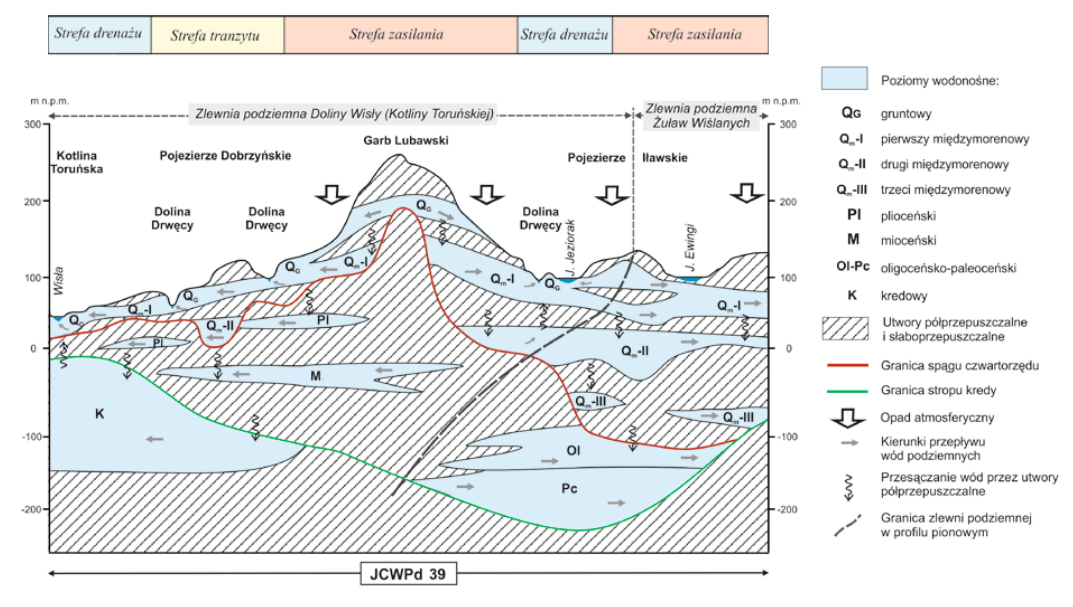 Strefa drenażu
Strefa tranzytu
Strefa zasilania
Strefa drenażu
Strefa zasilania
m n.p.m.
Zlewnia podziemna Doliny Wisły (Kotliny Toruńskiej)
Zlewnia podziemna
Żuław Wiślanych
m n.p.m.
300
300
Garb Lubawski
Kotlina
Toruńska
Pojezierze Dobrzyńskie
Pojezierze
Iławskie
200
200
Dolina
Drwęcy
Dolina
Drwęcy
Dolina
Drwęcy
QG
Wisła
J. Jeziorak
J. Ewingi
QG
Qm-I
Qm-I
QG
100
100
QG
Qm-I
Qm-I
QG
Qm-II
Pl
Pl
Qm-II
0
0
M
Qm-III
Qm-III
K
-100
-100
Ol
Pc
-200
-200
JCWPd 39
Poziomy wodonośne:
QG gruntowy
Qm-I pierwszy międzymorenowy
Qm-II drugi międzymorenowy
Qm-III trzeci międzymorenowy
Pl plioceński
M mioceński
Ol-Pc oligoceńsko-paleoceński
K kredowy
Utwory półprzepuszczalne
i słaboprzepuszczalne
Granica spągu czwartorzędu
Granica stropu kredy
Opad atmosferyczny
Kierunki przepływu
wód podziemnych
Przesączanie wód przez utwory
półprzepuszczalne
Granica zlewni podziemnej
w profilu pionowym